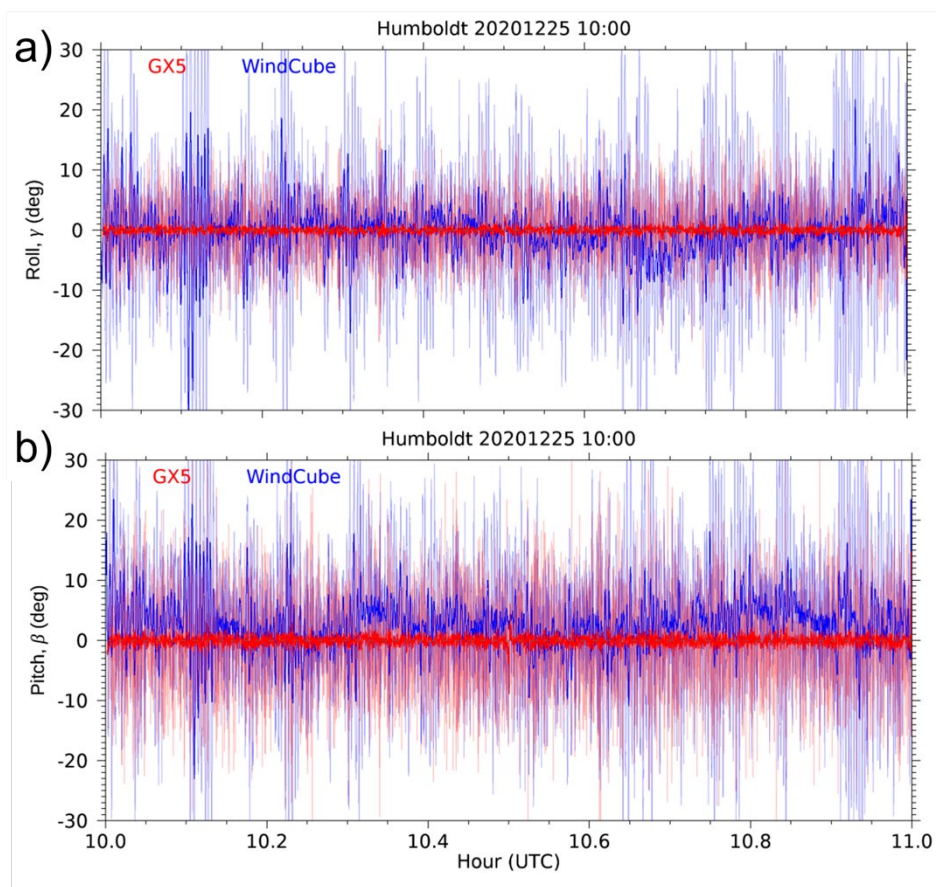 a)
Humboldt 20201225 10:00
GX5 WindCube
30
20
10
0
-10
-20
-30
Roll, γ (deg)
b)
Humboldt 20201225 10:00
GX5 WindCube
30
20
10
0
-10
-20
-30
Pitch, β (deg)
10.0 10.2 10.4 10.6 10.8 11.0
Hour (UTC)